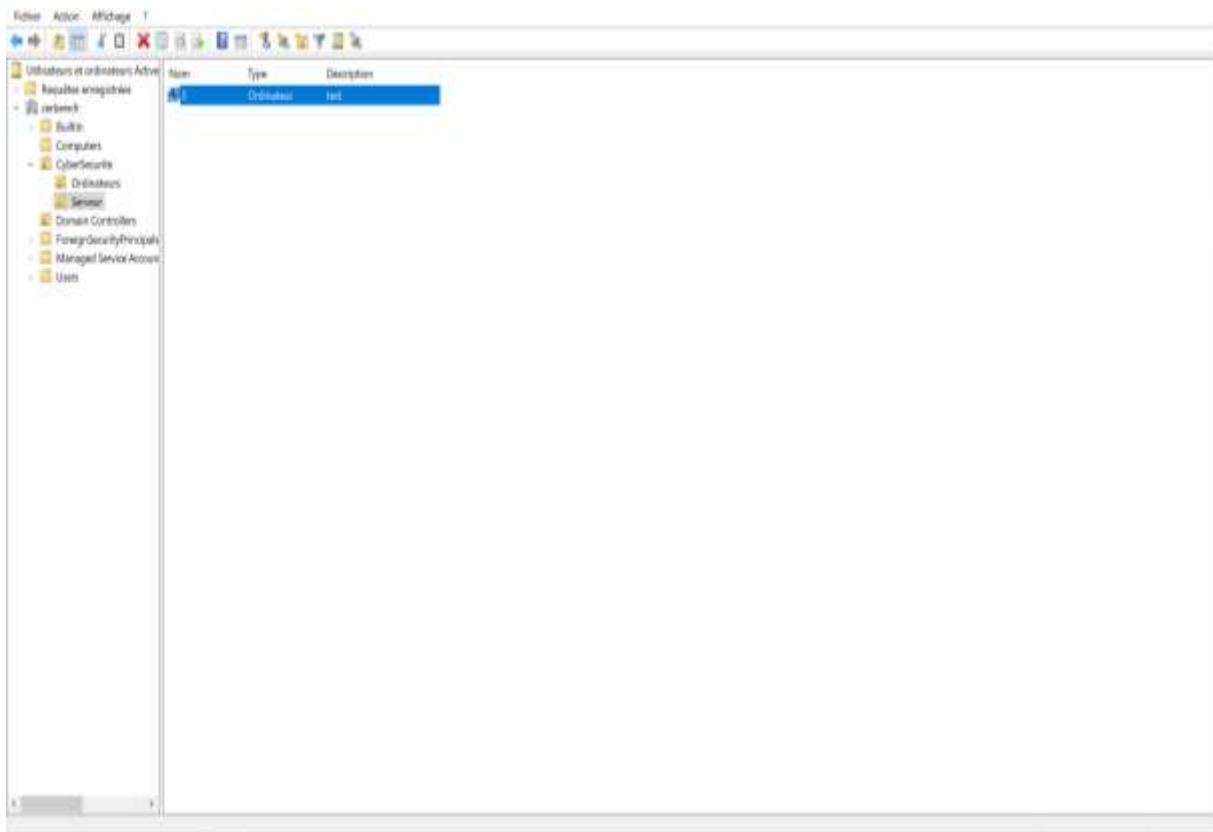 Fichier Action Affichage ?
Utilisateurs et ordinateurs Active
Requêtes enregistrées
Builtin
Computers
CyberSecurite
Ordinateurs
Serveur
Domain Controllers
ForeignSecurityPrincipals
Managed Service Accoun
Users
Nom Type Description
Ordinateur test